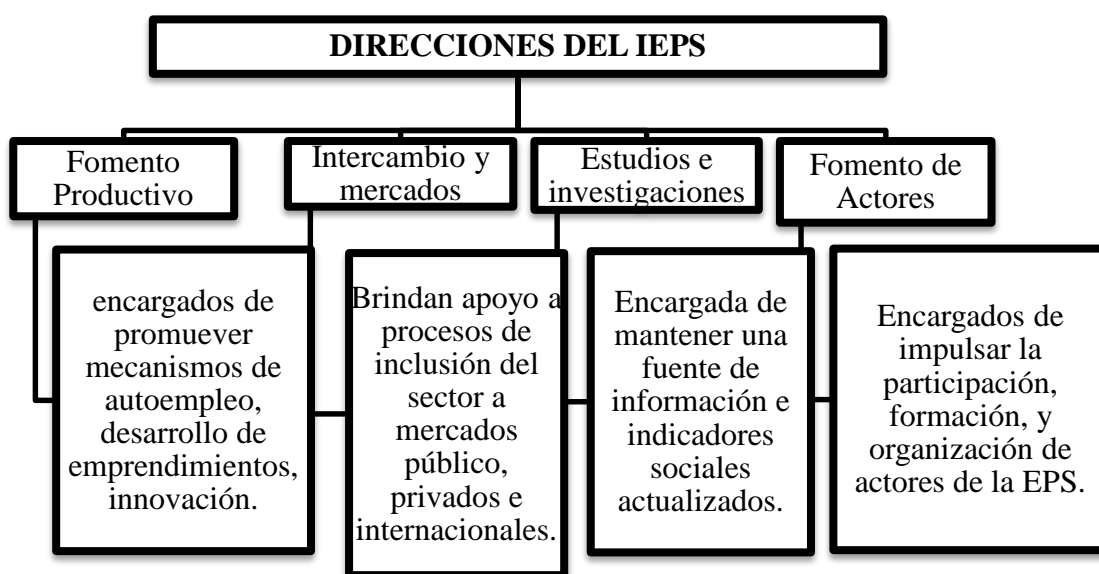 DIRECCIONES DEL IEPS
Fomento
Productivo
Intercambio y
mercados
Estudios e
investigaciones
Fomento de
Actores
encargados de
promuever
mecanismos de
autoempleo,
desarrollo de
emprendimientos,
innovación.
Brindan apoyo a
procesos de
inclusión del
sector a
mercados
público,
privados e
internacionales.
Encargada de
mantener una
fuente de
información e
indicadores
sociales
actualizados.
Encargados de
impulsar la
participación,
formación, y
organización de
actores de la EPS.